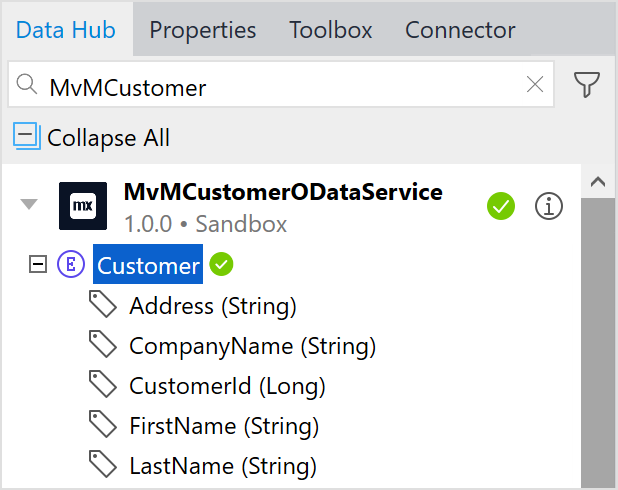 Data Hub Properties Toolbox Connector
MvMCustomer
Collapse All
mx MvMCustomerODataService
1.0.0 • Sandbox
E Customer
Address (String)
CompanyName (String)
CustomerId (Long)
FirstName (String)
LastName (String)